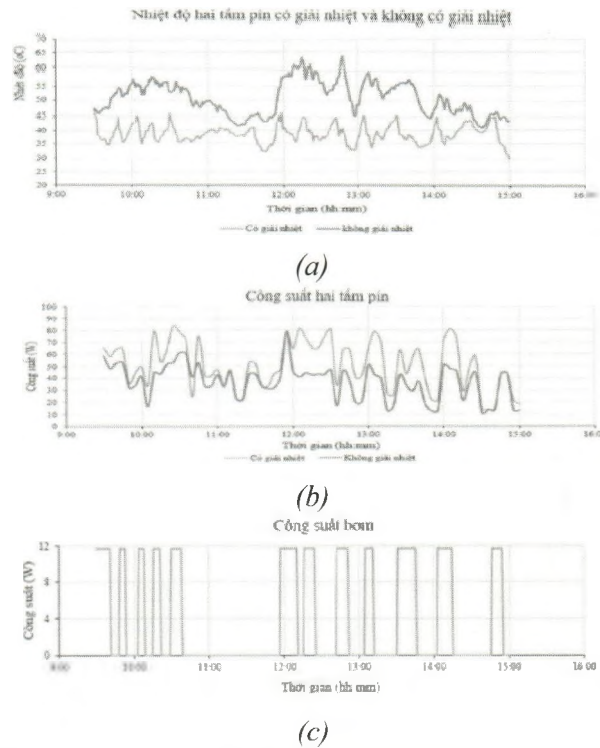 Nhiệt độ hai tấm pin có giải nhiệt và không có giải nhiệt
Nhiệt độ (oC)
70
65
60
55
50
45
40
35
30
25
20
9:00 10:00 11:00 12:00 13:00 14:00 15:00 16:00
Thời gian (hh:mm)
Có giải nhiệt không giải nhiệt
(a)
Công suất hai tấm pin
Công suất (W)
100
90
80
70
60
50
40
30
20
10
0
9:00 10:00 11:00 12:00 13:00 14:00 15:00 16:00
Thời gian (hh:mm)
Có giải nhiệt Không giải nhiệt
(b)
Công suất bơm
Công suất (W)
12
8
4
0
10:00 11:00 12:00 13:00 14:00 15:00 16:00
Thời gian (hh:mm)
(c)